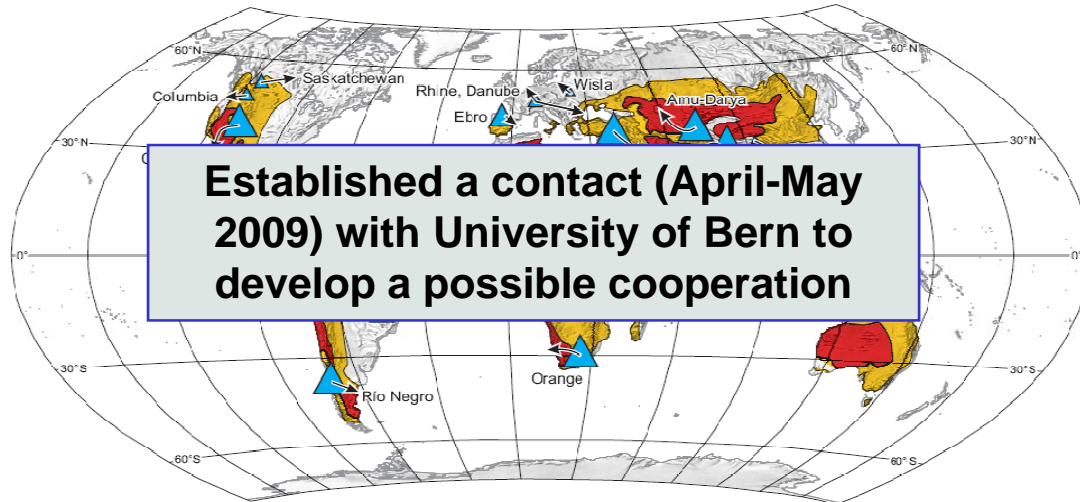 60°N
60°N
Saskatchewan
Rhine, Danube
Wisla
Columbia
Amu-Darya
Ebro
30°N
30°N
Established a contact (April-May
2009) with University of Bern to
develop a possible cooperation
0°
0°
30°S
30°S
Orange
Río Negro
60°S
60°S